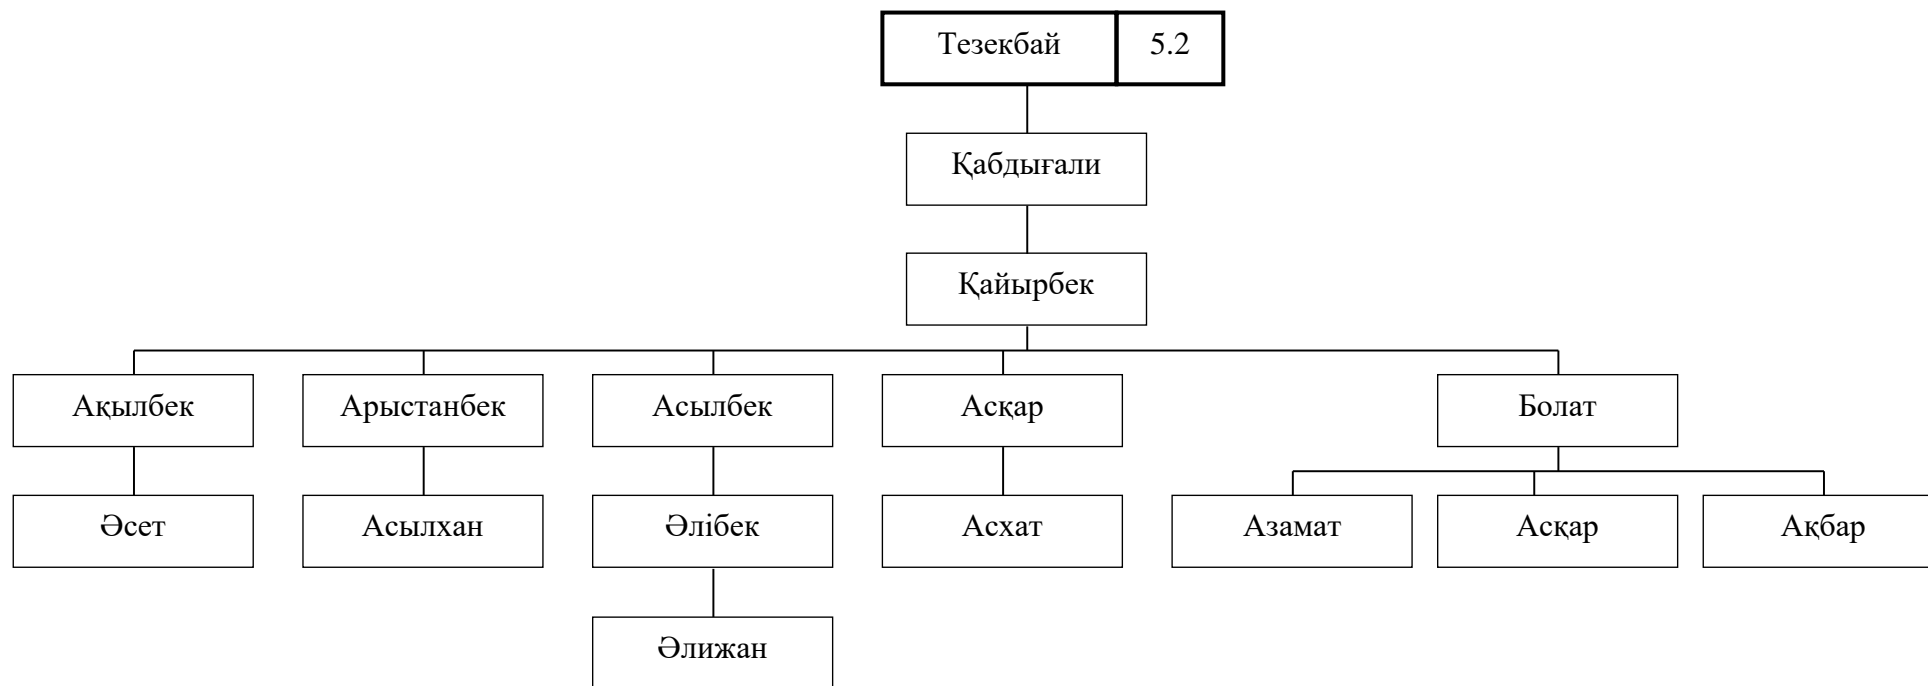 Тезекбай 5.2
Қабдығали
Қайырбек
Ақылбек Арыстанбек Асылбек Асқар Болат
Әсет Асылхан Әлібек Асхат Азамат Асқар Ақбар
Әлижан